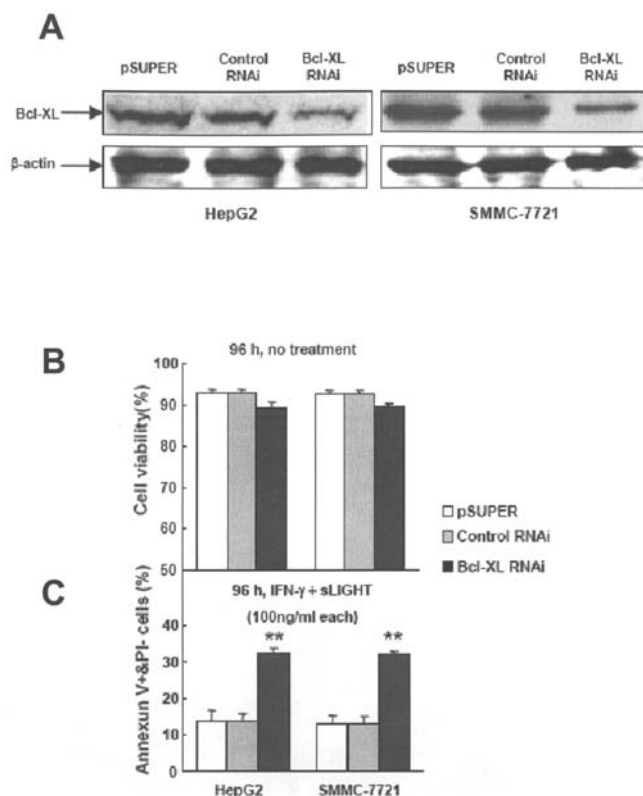 A
pSUPER
Control
RNAi
Bcl-XL
RNAi
pSUPER
Control
RNAi
Bcl-XL
RNAi
Bcl-XL
β-actin
HepG2
SMMC-7721
B
96 h, no treatment
Cell viability(%)
100
90
80
70
60
50
pSUPER
Control RNAi
Bcl-XL RNAi
C
96 h, IFN-γ + sLIGHT
(100ng/ml each)
Annexun V+&PI- cells (%)
40
30
20
10
0
**
**
HepG2
SMMC-7721